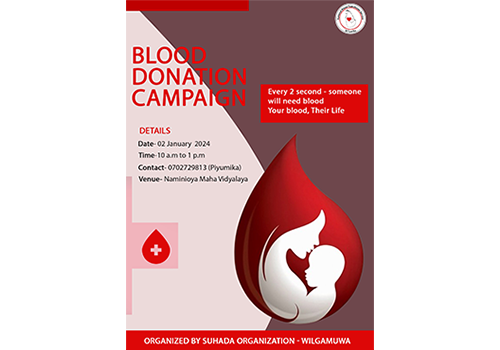 BLOOD
DONATION
CAMPAIGN
Every 2 second - someone
will need blood
Your blood, Their Life
DETAILS
Date- 02 January 2024
Time-10 a.m to 1 p.m
Contact- 0702729813 (Piyumika)
Venue- Naminioya Maha Vidyalaya
ORGANIZED BY SUHADA ORGANIZATION - WILGAMUWA